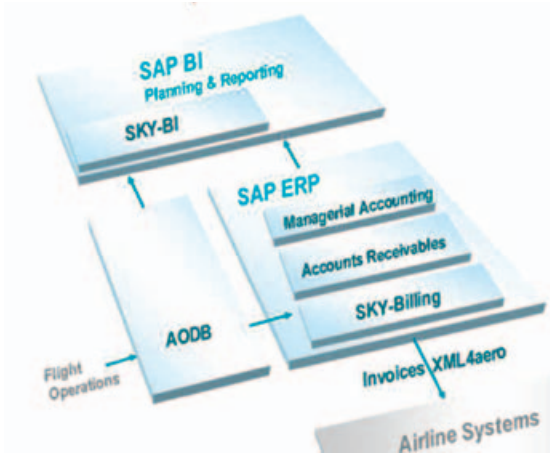 SAP BI
Planning & Reporting
SKY-BI
SAP ERP
Managerial Accounting
Accounts Receivables
SKY-Billing
AODB
Flight
Operations
Invoices XML4aero
Airline Systems